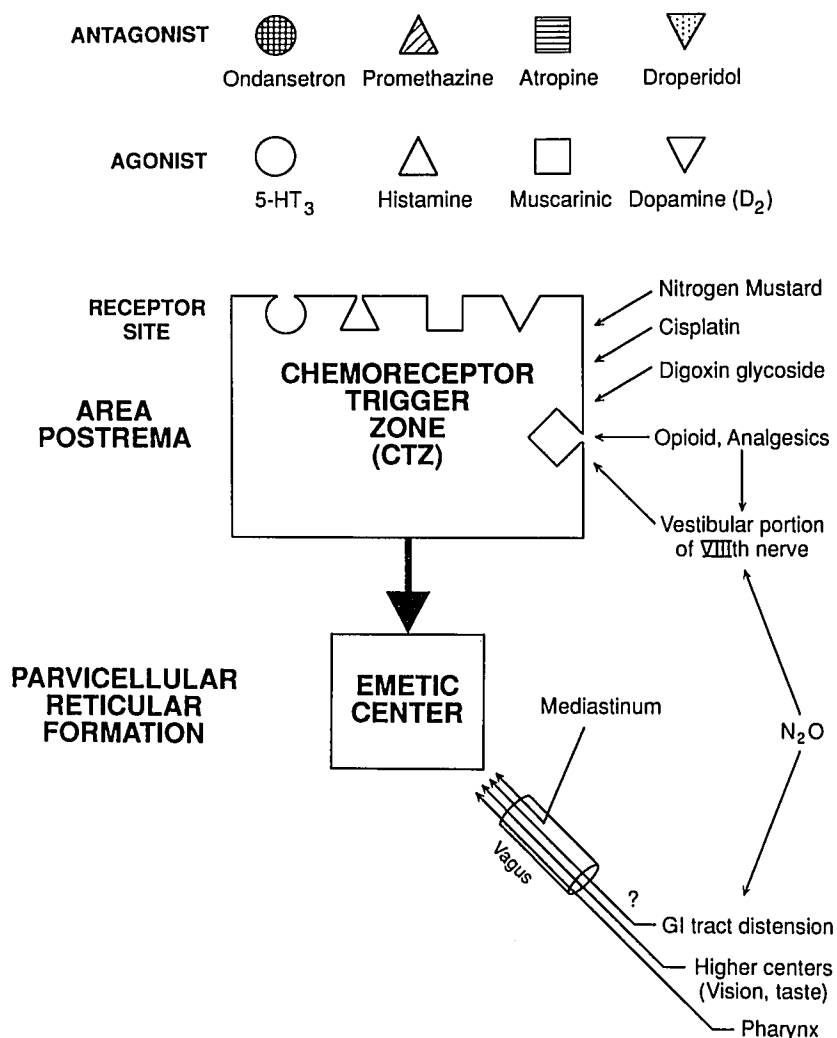 ANTAGONIST
Ondansetron Promethazine Atropine Droperidol
AGONIST
5-HT3 Histamine Muscarinic Dopamine (D2)
RECEPTOR
SITE
AREA
POSTREMA
CHEMORECEPTOR
TRIGGER
ZONE
(CTZ)
Nitrogen Mustard
Cisplatin
Digoxin glycoside
Opioid, Analgesics
Vestibular portion
of VIIIth nerve
PARVICELLULAR
RETICULAR
FORMATION
EMETIC
CENTER
Mediastinum
N2O
Vagus
?
GI tract distension
Higher centers
(Vision, taste)
Pharynx